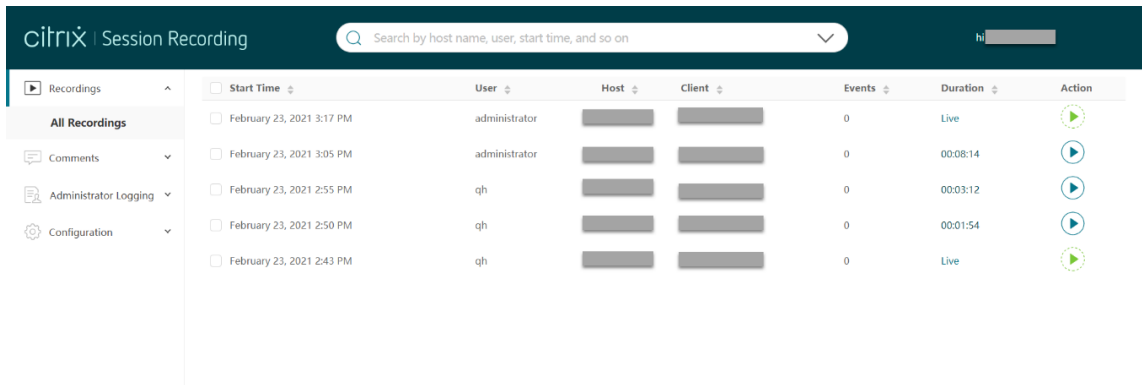 citrix | Session Recording
Search by host name, user, start time, and so on
hi
Recordings
All Recordings
Comments
Administrator Logging
Configuration
Start Time User Host Client Events Duration Action
February 23, 2021 3:17 PM administrator 0 Live
February 23, 2021 3:05 PM administrator 0 00:08:14
February 23, 2021 2:55 PM qh 0 00:03:12
February 23, 2021 2:50 PM qh 0 00:01:54
February 23, 2021 2:43 PM qh 0 Live